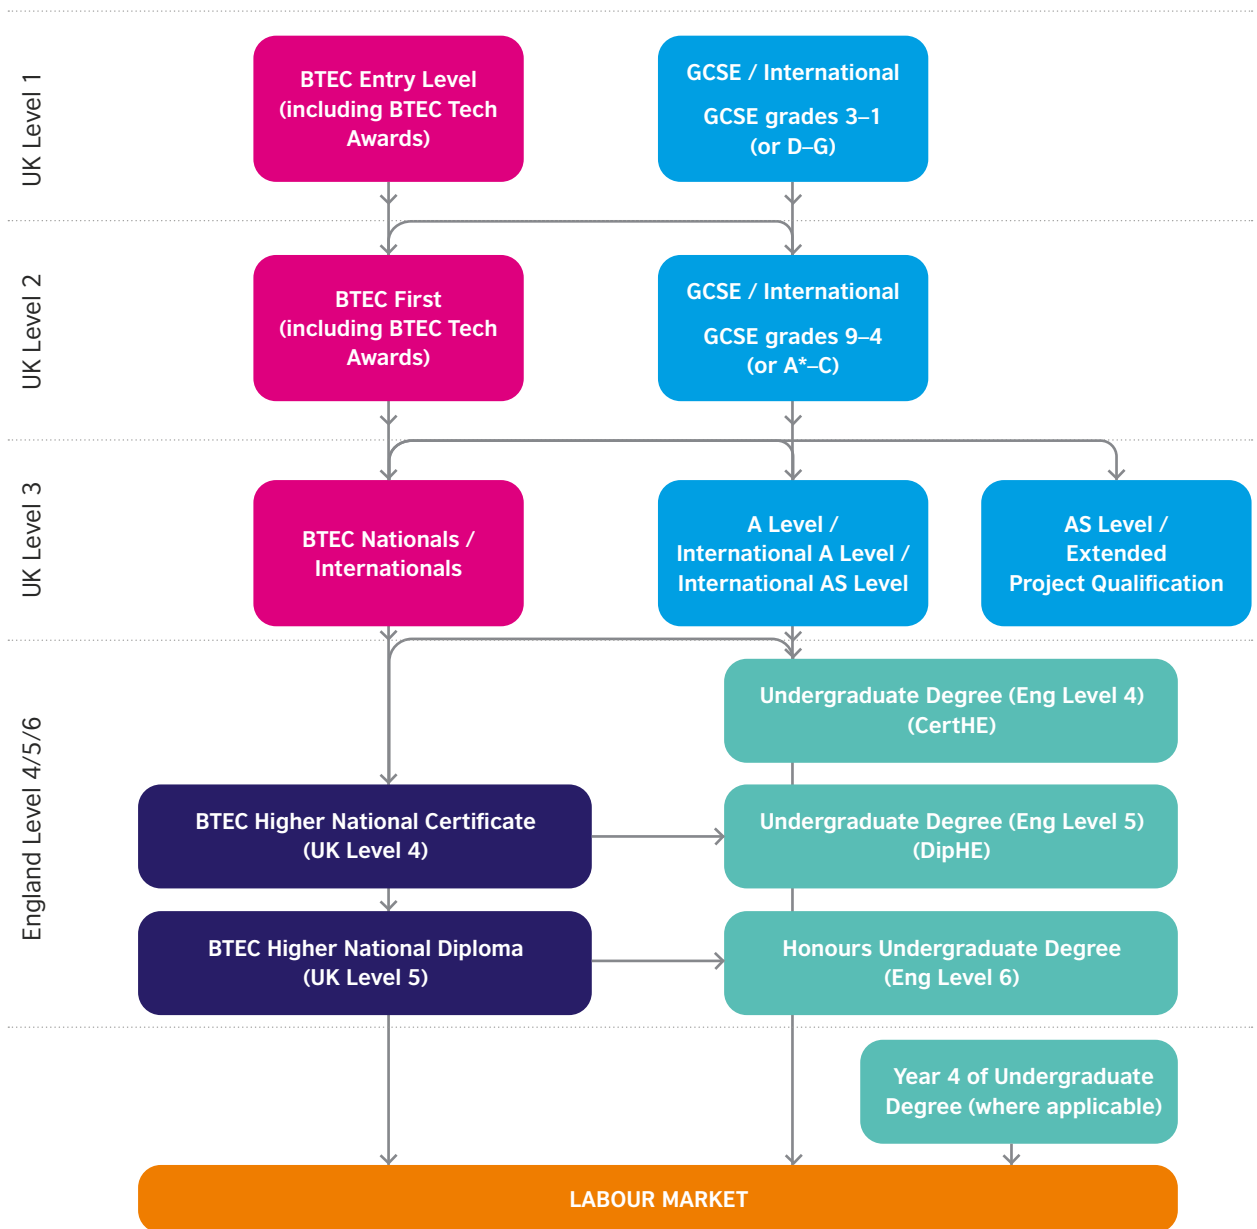 UK Level 1
BTEC Entry Level
(including BTEC Tech
Awards)
GCSE / International
GCSE grades 3–1
(or D–G)
UK Level 2
BTEC First
(including BTEC Tech
Awards)
GCSE / International
GCSE grades 9–4
(or A*–C)
UK Level 3
BTEC Nationals /
Internationals
A Level /
International A Level /
International AS Level
AS Level /
Extended
Project Qualification
England Level 4/5/6
Undergraduate Degree (Eng Level 4)
(CertHE)
BTEC Higher National Certificate
(UK Level 4)
Undergraduate Degree (Eng Level 5)
(DipHE)
BTEC Higher National Diploma
(UK Level 5)
Honours Undergraduate Degree
(Eng Level 6)
Year 4 of Undergraduate
Degree (where applicable)
LABOUR MARKET